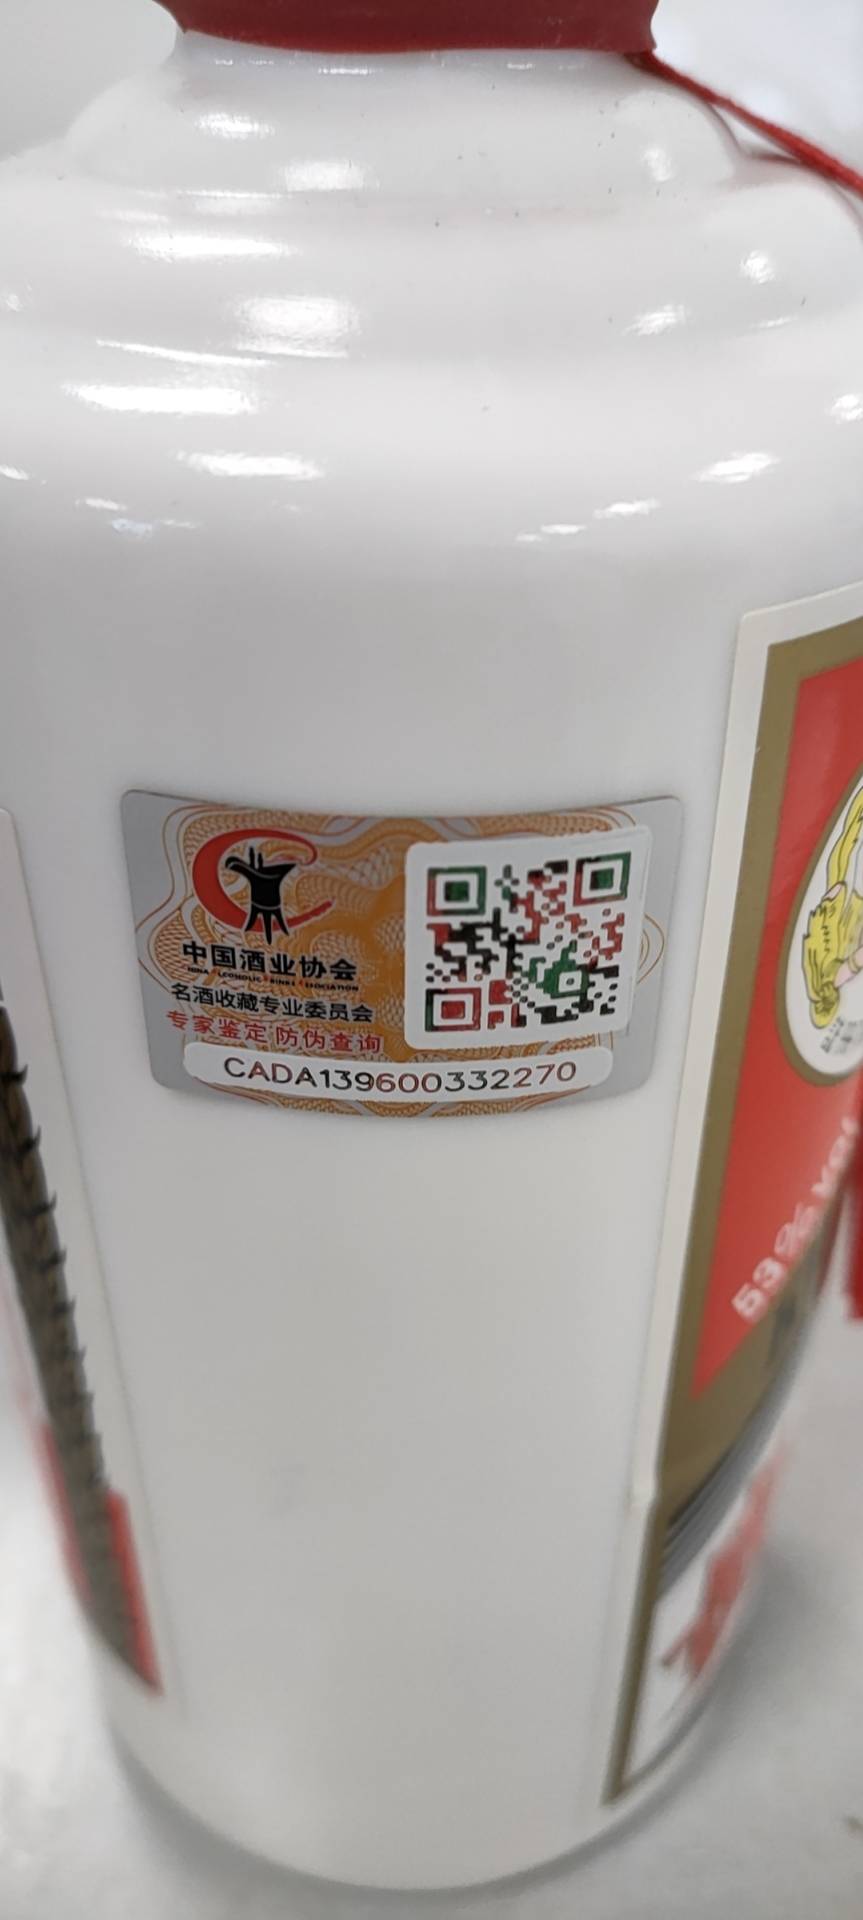 中国酒业协会
名酒收藏专业委员会
专家鉴定 防伪查询
CADA139600332270
53%